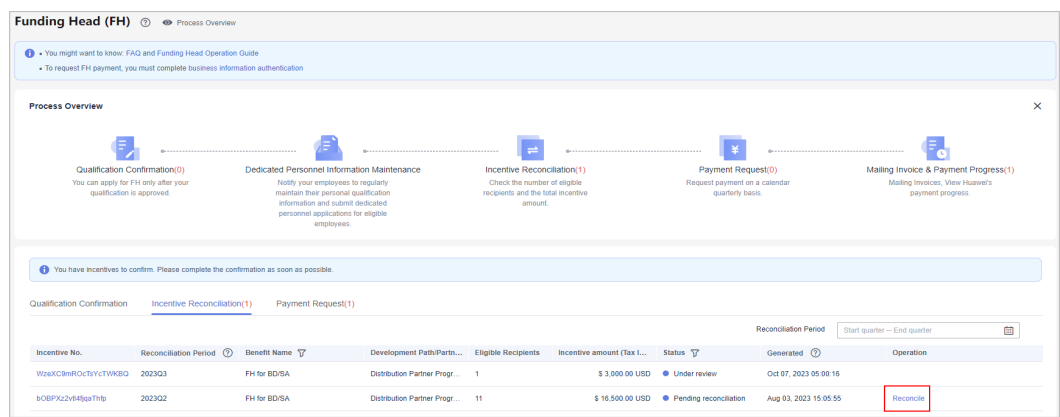 Funding Head (FH) Process Overview
• You might want to know: FAQ and Funding Head Operation Guide
• To request FH payment, you must complete business information authentication
Process Overview
Qualification Confirmation(0)
You can apply for FH only after your
qualification is approved.
Dedicated Personnel Information Maintenance
Notify your employees to regularly
maintain their personal qualification
information and submit dedicated
personnel applications for eligible
employees.
Incentive Reconciliation(1)
Check the number of eligible
recipients and the total incentive
amount.
Payment Request(0)
Request payment on a calendar
quarterly basis.
Mailing Invoice & Payment Progress(1)
Mailing Invoices, View Huawei's
payment progress.
You have incentives to confirm. Please complete the confirmation as soon as possible.
Qualification Confirmation Incentive Reconciliation(1) Payment Request(1)
Reconciliation Period Start quarter – End quarter
Incentive No. Reconciliation Period Benefit Name Development Path/Partn... Eligible Recipients Incentive amount (Tax I... Status Generated Operation
WzeXC9mROcTsYcTWKBQ 2023Q3 FH for BD/SA Distribution Partner Progr... 1 $ 3,000.00 USD Under review Oct 07, 2023 05:00:16
2023Q2 FH for BD/SA Distribution Partner Progr... 11 $ 16,500.00 USD Pending reconciliation Aug 03, 2023 15:05:55 Reconcile